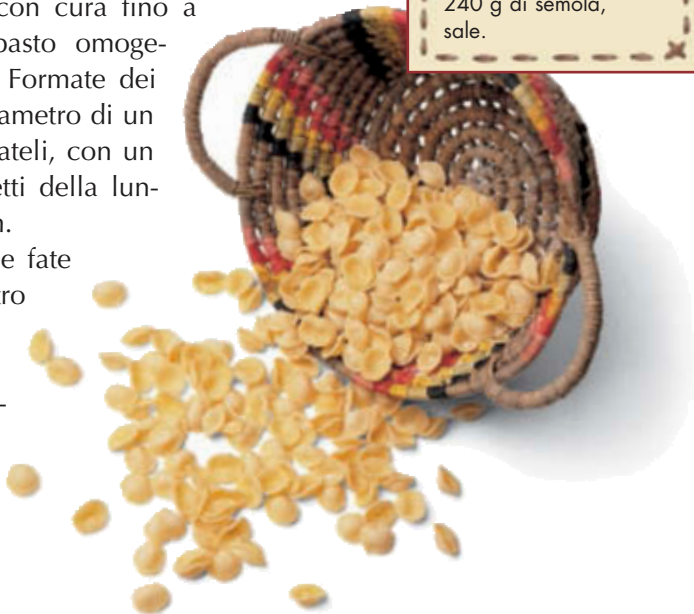 con cura fino a
pasto omoge-
Formate dei
ametro di un
ateli, con un
etti della lun-
e fate
tro
-
240 g di semola,
sale.